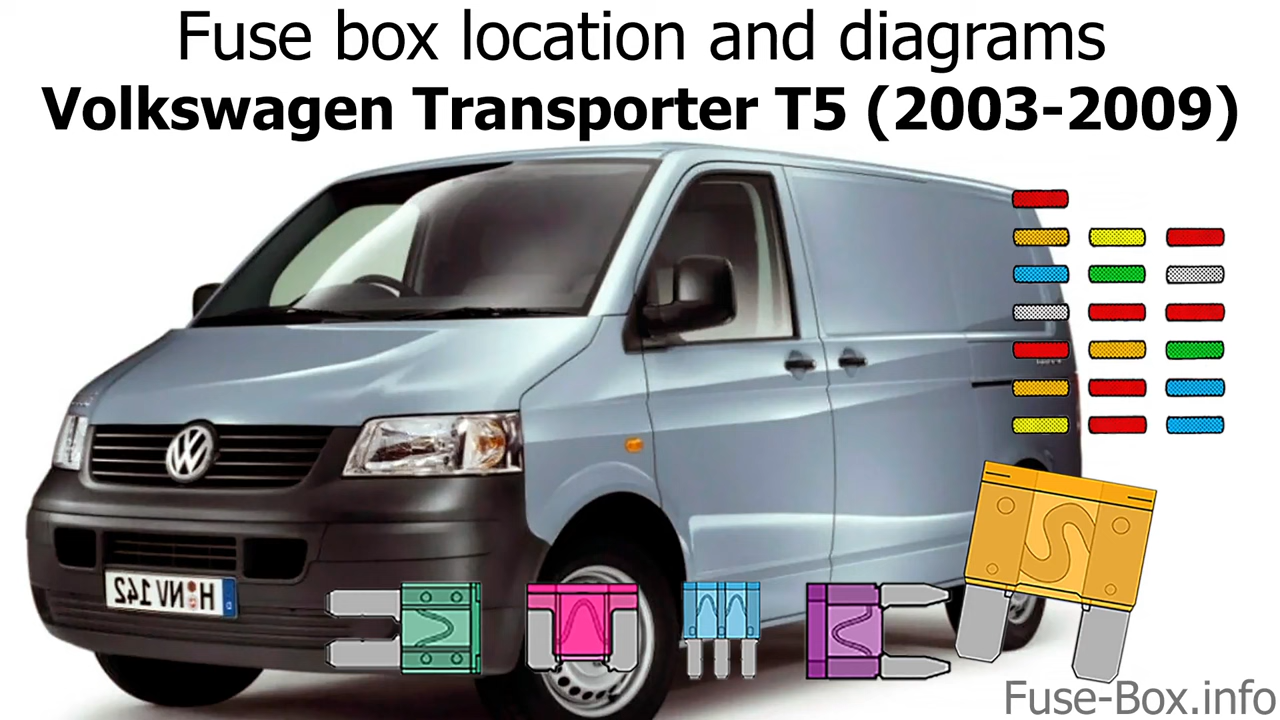 Fuse box location and diagrams
Volkswagen Transporter T5 (2003-2009)
H NV 142
Fuse-Box.info